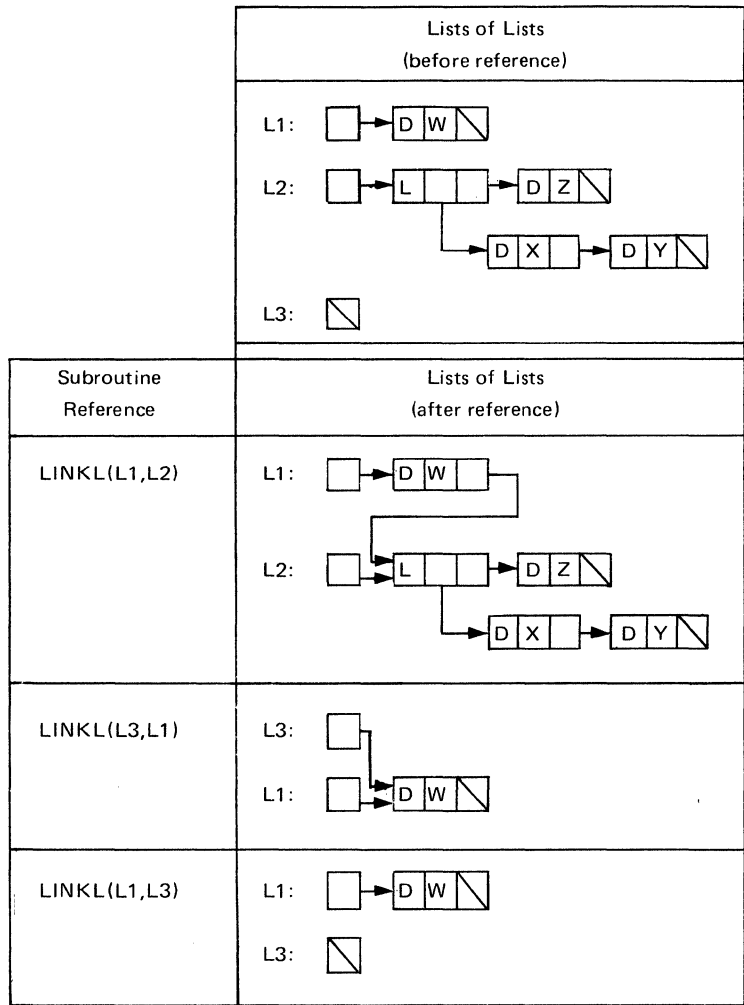 Lists of Lists
(before reference)
L1: D W
L2: L D Z
D X D Y
L3:
Subroutine
Reference
Lists of Lists
(after reference)
LINKL(L1,L2)
L1: D W
L2: L D Z
D X D Y
LINKL(L3,L1)
L3:
L1: D W
LINKL(L1,L3)
L1: D W
L3: